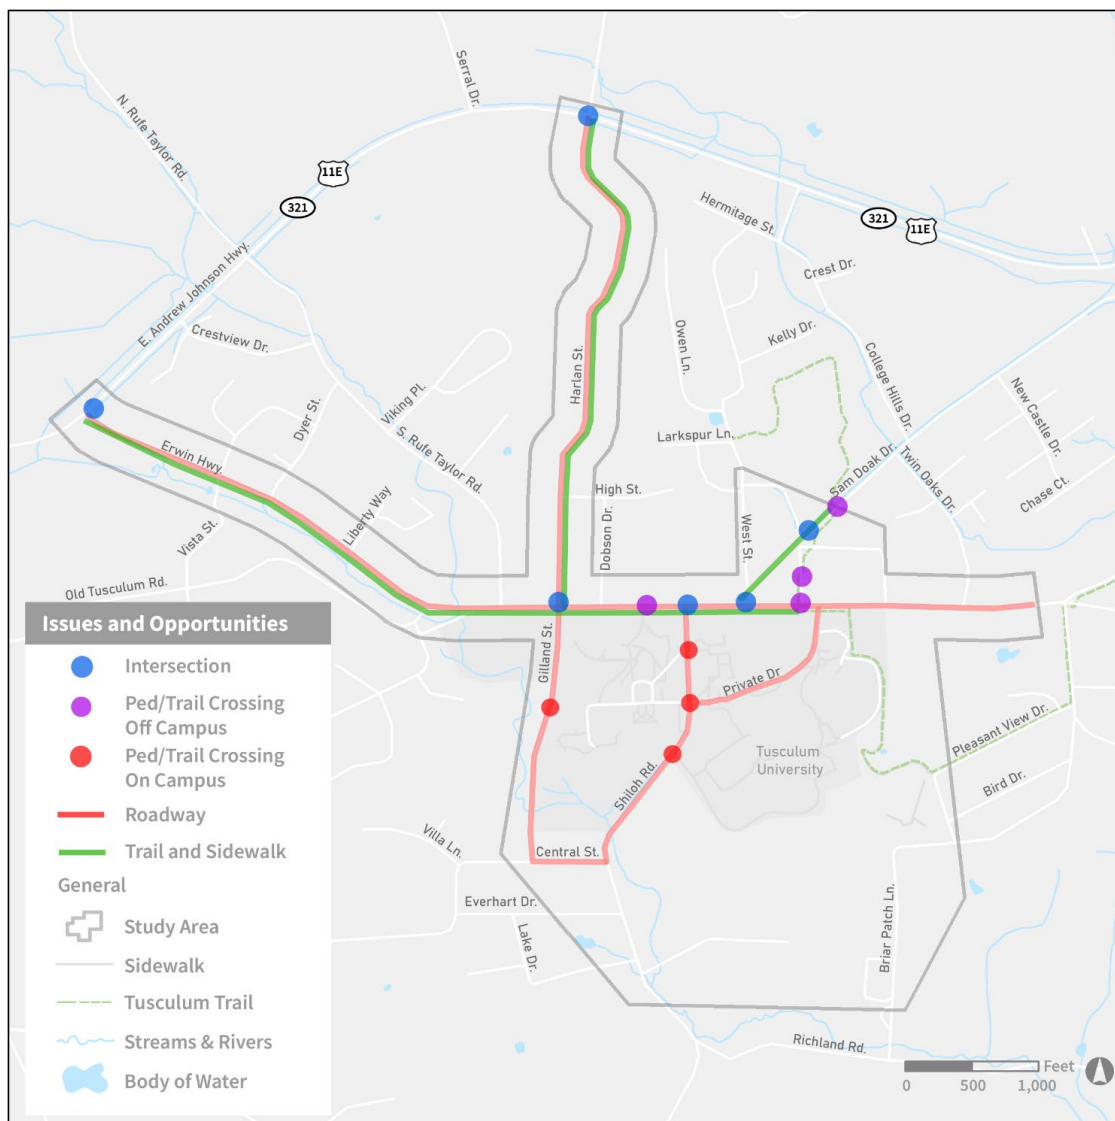 Serral Dr.
N. Rufe Taylor Rd.
11E
321
Hermitage St.
321
11E
E. Andrew Johnson Hwy.
Crest Dr.
Crestview Dr.
Kelly Dr.
Owen Ln.
Harlan St.
College Hills Dr.
New Castle Dr.
Viking Pl.
Dyer St.
S. Rufe Taylor Rd.
Larkspur Ln.
Erwin Hwy.
Sam Doak Dr.
Twin Oaks Dr.
Chase Ct.
High St.
Liberty Way
Vista St.
Dobson Dr.
West St.
Old Tusculum Rd.
Gilland St.
Private Dr
Pleasant View Dr.
Tusculum
University
Bird Dr.
Shiloh Rd.
Villa Ln.
Central St.
Everhart Dr.
Lake Dr.
Briar Patch Ln.
Richland Rd.
Issues and Opportunities
Intersection
Ped/Trail Crossing
Off Campus
Ped/Trail Crossing
On Campus
Roadway
Trail and Sidewalk
General
Study Area
Sidewalk
Tusculum Trail
Streams & Rivers
Body of Water
Feet
0 500 1,000